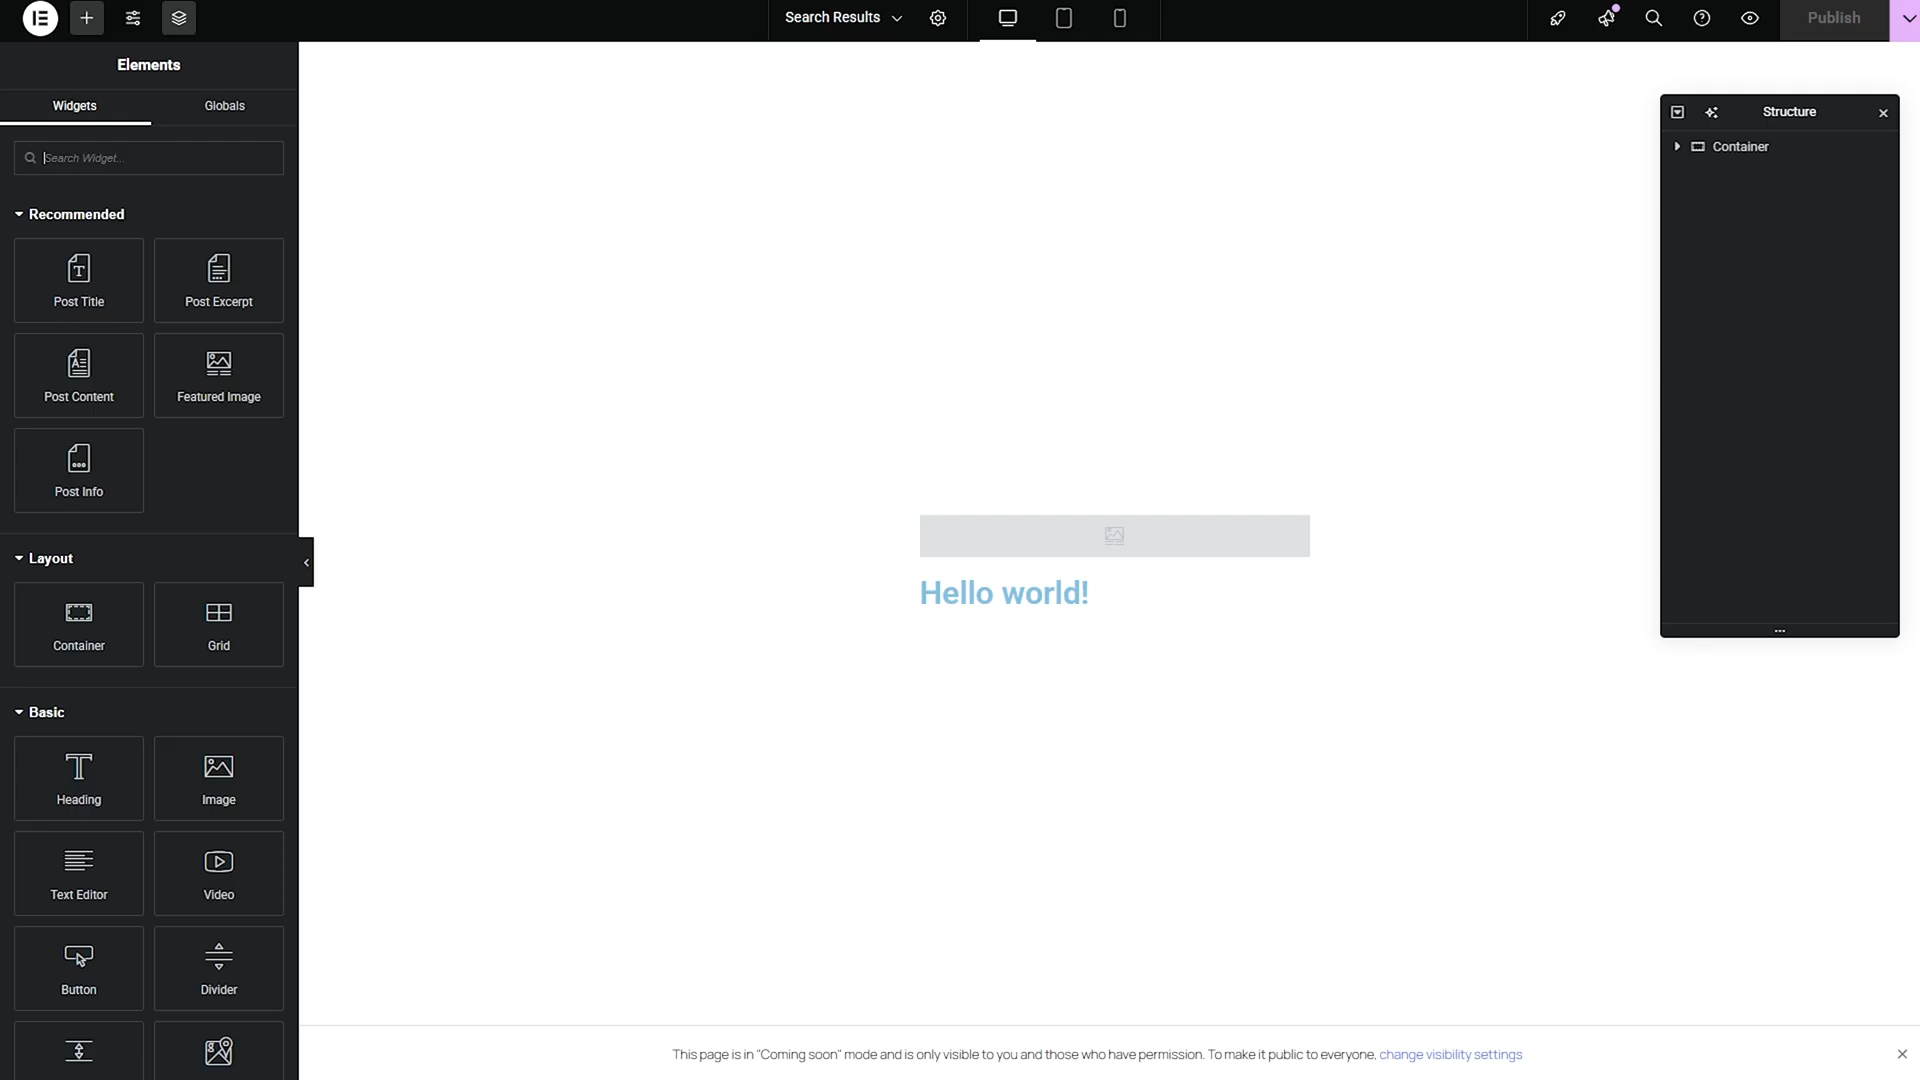 Search Results
Publish
Elements
Widgets
Globals
Search Widget...
Recommended
Post Title
Post Excerpt
Post Content
Featured Image
Post Info
Layout
Container
Grid
Basic
Heading
Image
Text Editor
Video
Button
Divider
Hello world!
Structure
Container
This page is in "Coming soon" mode and is only visible to you and those who have permission. To make it public to everyone, change visibility settings